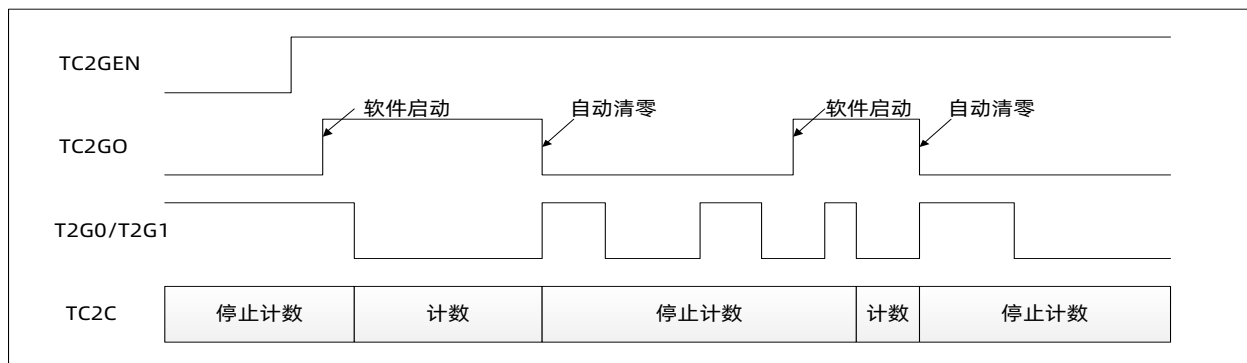 TC2GEN
软件启动 自动清零 软件启动 自动清零
TC2GO
T2G0/T2G1
TC2C 停止计数 计数 停止计数 计数 停止计数